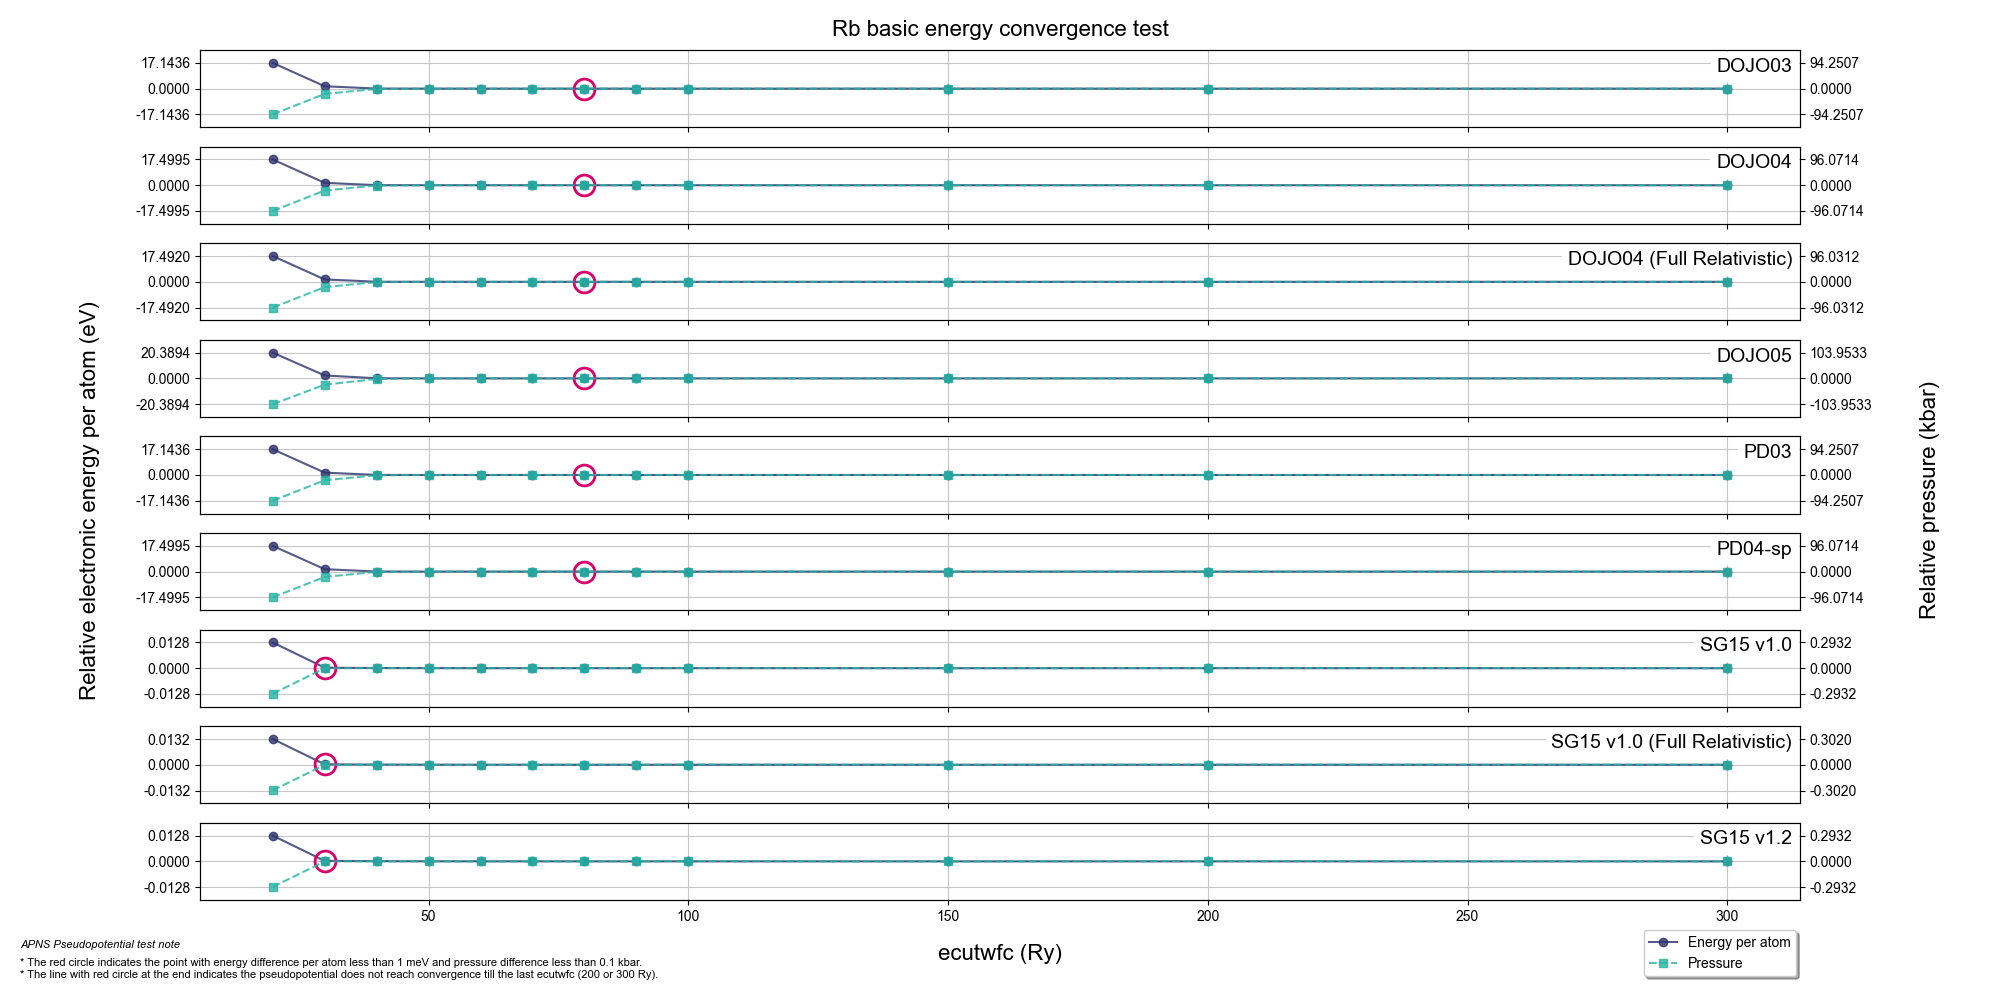 Rb basic energy convergence test
17.1436
0.0000
-17.1436
DOJO03
94.2507
0.0000
-94.2507
17.4995
0.0000
-17.4995
DOJO04
96.0714
0.0000
-96.0714
17.4920
0.0000
-17.4920
DOJO04 (Full Relativistic)
96.0312
0.0000
-96.0312
20.3894
0.0000
-20.3894
DOJO05
103.9533
0.0000
-103.9533
17.1436
0.0000
-17.1436
PD03
94.2507
0.0000
-94.2507
17.4995
0.0000
-17.4995
PD04-sp
96.0714
0.0000
-96.0714
0.0128
0.0000
-0.0128
SG15 v1.0
0.2932
0.0000
-0.2932
0.0132
0.0000
-0.0132
SG15 v1.0 (Full Relativistic)
0.3020
0.0000
-0.3020
0.0128
0.0000
-0.0128
SG15 v1.2
0.2932
0.0000
-0.2932
Relative electronic energy per atom (eV)
Relative pressure (kbar)
50 100 150 200 250 300
ecutwfc (Ry)
Energy per atom
Pressure
APNS Pseudopotential test note
* The red circle indicates the point with energy difference per atom less than 1 meV and pressure difference less than 0.1 kbar.
* The line with red circle at the end indicates the pseudopotential does not reach convergence till the last ecutwfc (200 or 300 Ry).